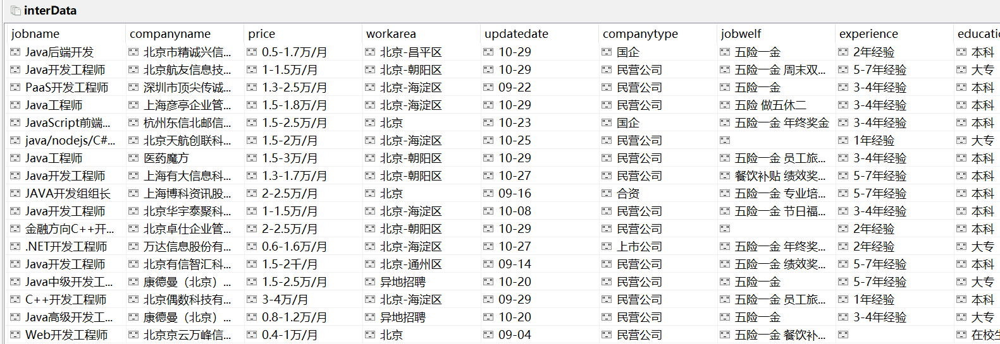 interData
jobname companyname price workarea updatedate companytype jobwelf experience educatio
Java后端开发 北京市精诚兴信... 0.5-1.7万/月 北京-昌平区 10-29 国企 五险一金 2年经验 本科
Java开发工程师 北京航友信息技... 1-1.5万/月 北京-朝阳区 10-29 民营公司 五险一金 周末双... 5-7年经验 大专
PaaS开发工程师 深圳市顶尖传诚... 1.3-2.5万/月 北京-海淀区 09-22 民营公司 五险一金 3-4年经验 本科
Java工程师 上海彦亭企业管... 1.5-1.8万/月 北京-海淀区 10-29 民营公司 五险 做五休二 3-4年经验 本科
JavaScript前端... 杭州东信北邮信... 1.5-2.5万/月 北京 10-23 国企 五险一金 年终奖金 3-4年经验 本科
java/nodejs/C#... 北京天航创联科... 1.5-2万/月 北京-海淀区 10-25 民营公司 1年经验 大专
Java工程师 医药魔方 1.5-3万/月 北京-朝阳区 10-29 民营公司 五险一金 员工旅... 3-4年经验 本科
Java开发工程师 上海有大信息科... 1.3-1.7万/月 北京-朝阳区 10-27 民营公司 餐饮补贴 绩效奖... 5-7年经验 本科
JAVA开发组组长 上海博科资讯股... 2-2.5万/月 北京 09-16 合资 五险一金 专业培... 5-7年经验 本科
Java开发工程师 北京华宇泰聚科... 1-1.5万/月 北京-海淀区 10-08 民营公司 五险一金 节日福... 3-4年经验 本科
金融方向C++开... 北京卓仕企业管... 2-2.5万/月 北京-朝阳区 10-29 民营公司 2年经验 本科
.NET开发工程师 万达信息股份有... 0.6-1.6万/月 北京-海淀区 10-27 上市公司 五险一金 年终奖... 2年经验 大专
Java开发工程师 北京有信智汇科... 1.5-2千/月 北京-通州区 09-14 民营公司 五险一金 绩效奖... 5-7年经验 本科
Java中级开发工... 康德曼（北京）... 1.5-2.5万/月 异地招聘 10-20 民营公司 五险一金 5-7年经验 大专
C++开发工程师 北京偶数科技有... 3-4万/月 北京-海淀区 09-29 民营公司 五险一金 员工旅... 1年经验 本科
Java高级开发工... 康德曼（北京）... 0.8-1.2万/月 异地招聘 10-20 民营公司 五险一金 3-4年经验 大专
Web开发工程师 北京京云万峰信... 0.4-1万/月 北京 09-04 民营公司 五险一金 餐饮补... 在校生